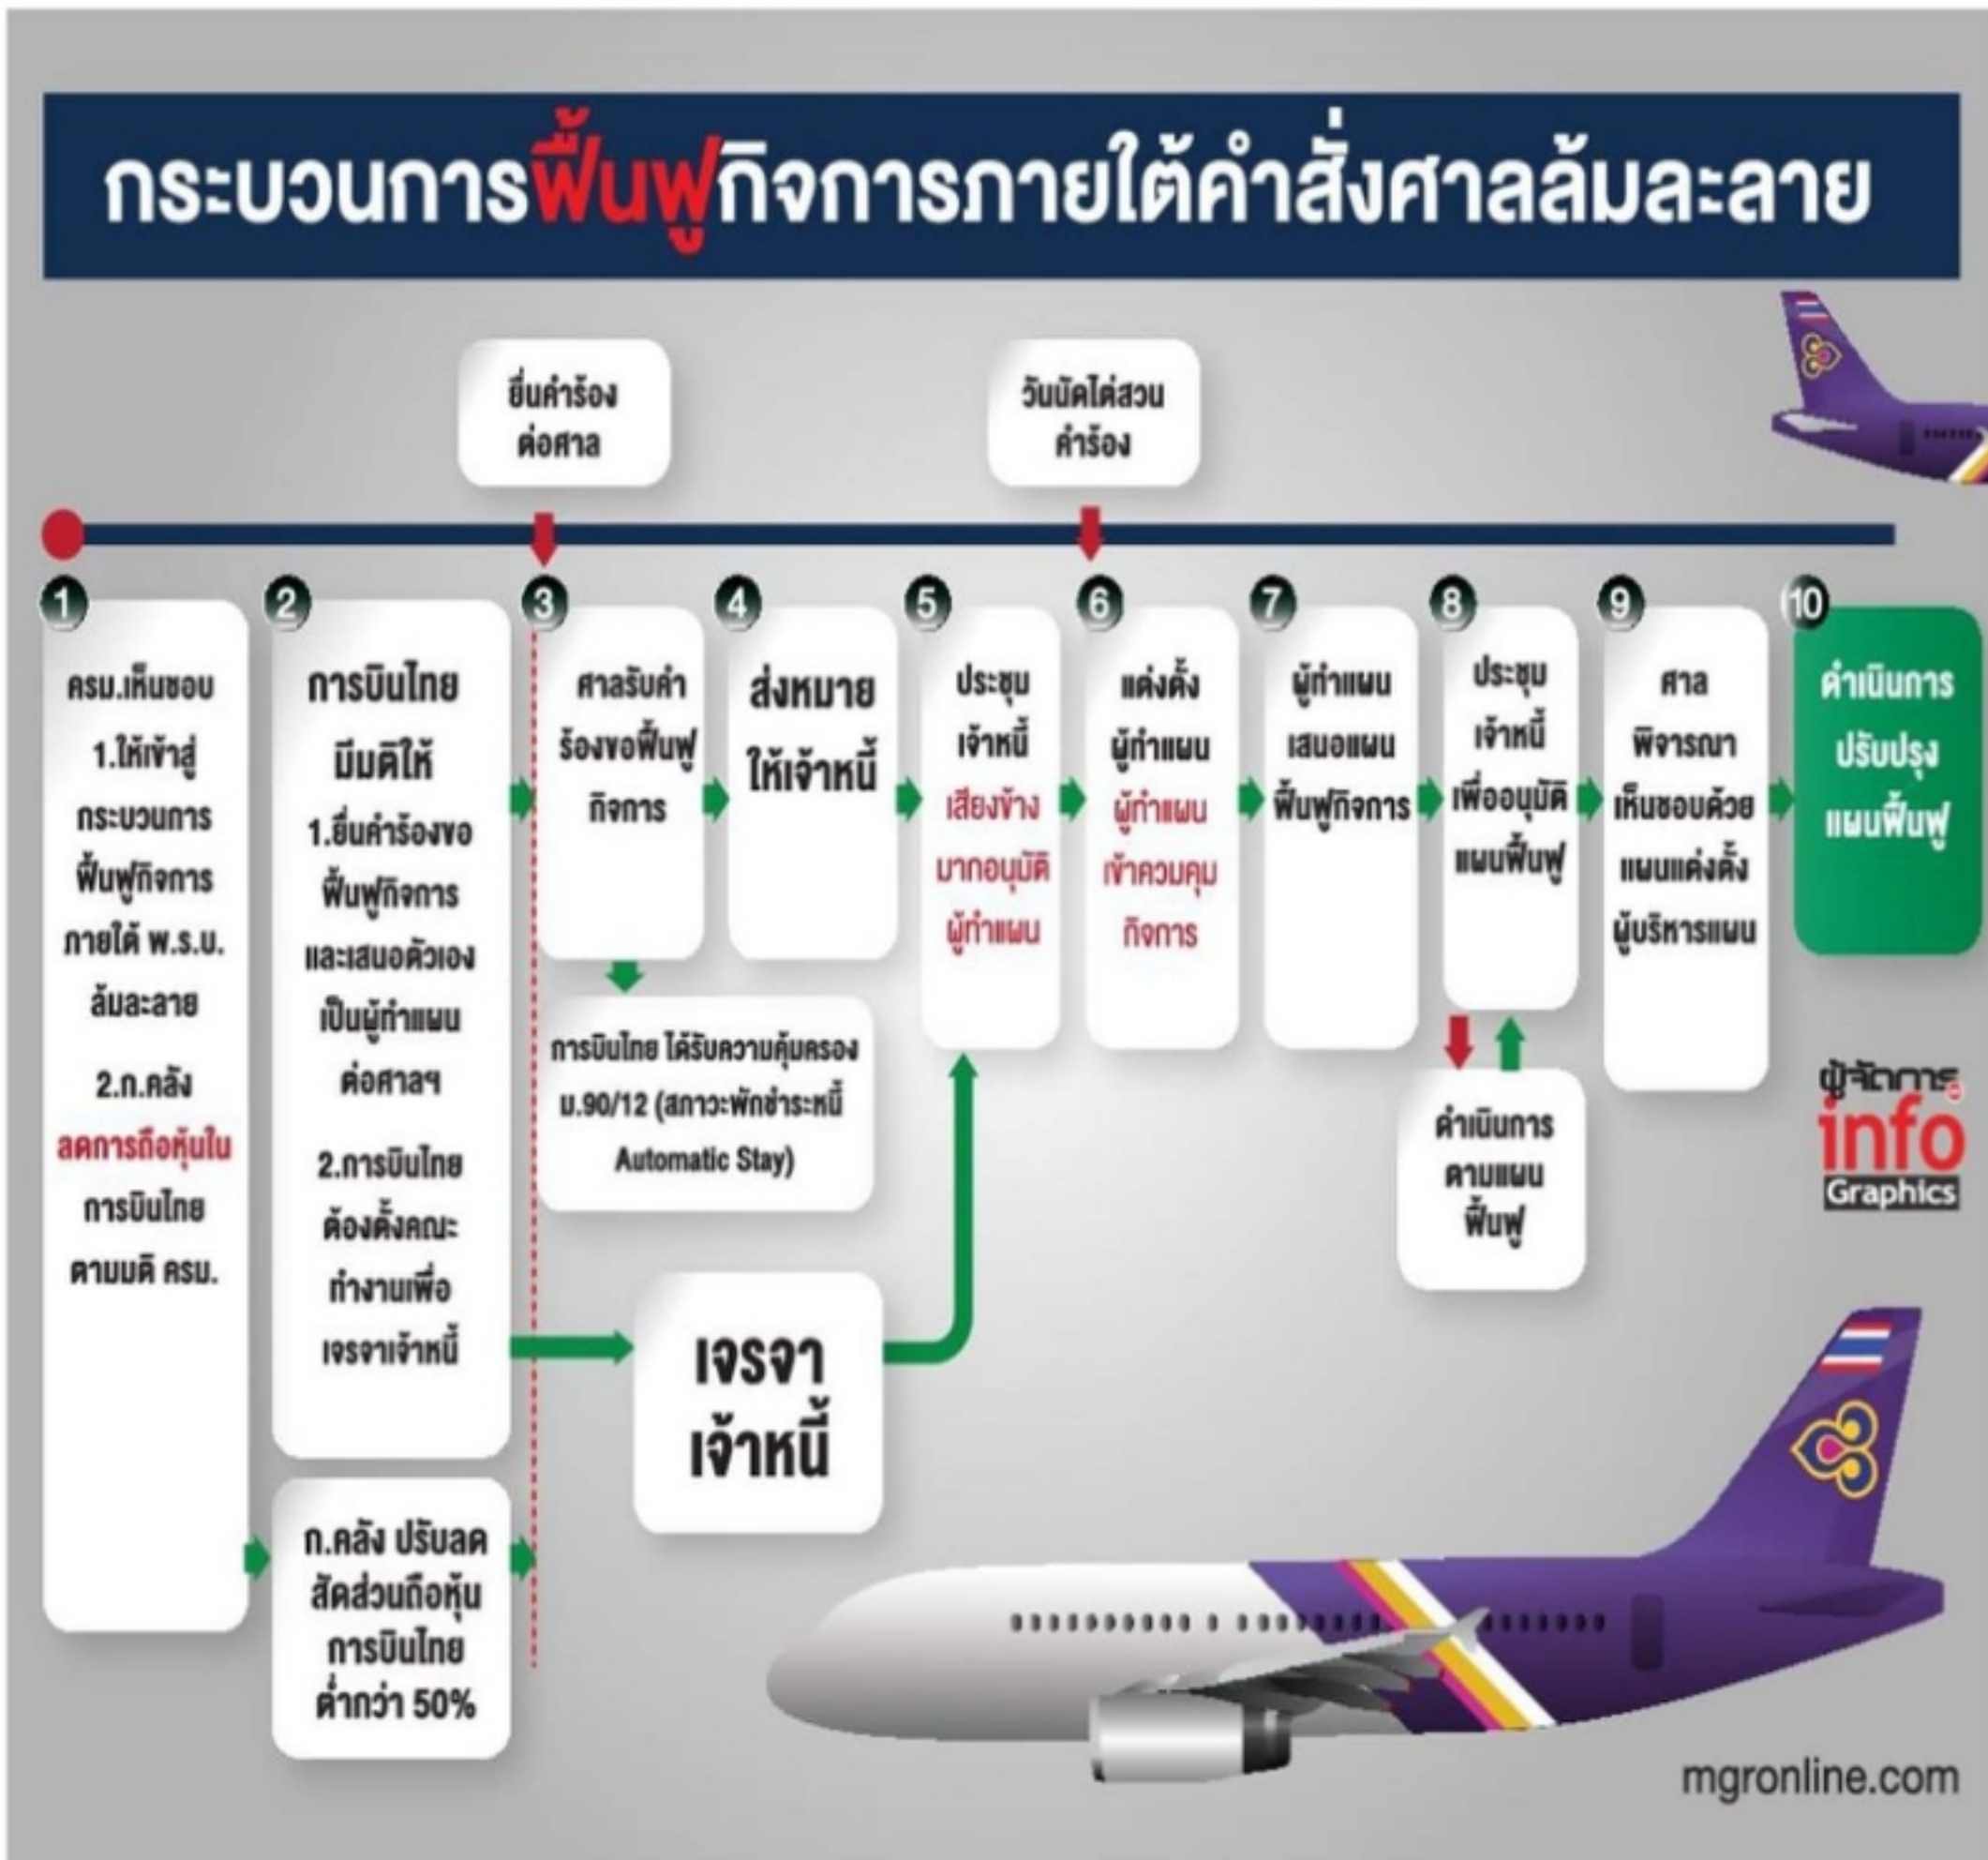 กระบวนการฟื้นฟูกิจการภายใต้คำสั่งศาลล้มละลาย
ยื่นคำร้อง
ต่อศาล
วันนัดไต่สวน
คำร้อง
1
ครม.เห็นชอบ
1.ให้เข้าสู่
กระบวนการ
ฟื้นฟูกิจการ
ภายใต้ พ.ร.บ.
ล้มละลาย
2.ก.คลัง
ลดการถือหุ้นใน
การบินไทย
ตามมติ ครม.
2
การบินไทย
มีมติให้
1.ยื่นคำร้องขอ
ฟื้นฟูกิจการ
และเสนอตัวเอง
เป็นผู้ทำแผน
ต่อศาลฯ
2.การบินไทย
ต้องตั้งคณะ
ทำงานเพื่อ
เจรจาเจ้าหนี้
ก.คลัง ปรับลด
สัดส่วนถือหุ้น
การบินไทย
ต่ำกว่า 50%
3
ศาลรับคำ
ร้องขอฟื้นฟู
กิจการ
4
ส่งหมาย
ให้เจ้าหนี้
การบินไทย ได้รับความคุ้มครอง
ม.90/12 (สภาวะพักชำระหนี้
Automatic Stay)
เจรจา
เจ้าหนี้
5
ประชุม
เจ้าหนี้
เสียงข้าง
มากอนุมัติ
ผู้ทำแผน
6
แต่งตั้ง
ผู้ทำแผน
ผู้ทำแผน
เข้าควมคุม
กิจการ
7
ผู้ทำแผน
เสนอแผน
ฟื้นฟูกิจการ
8
ประชุม
เจ้าหนี้
เพื่ออนุมัติ
แผนฟื้นฟู
ดำเนินการ
ตามแผน
ฟื้นฟู
9
ศาล
พิจารณา
เห็นชอบด้วย
แผนแต่งตั้ง
ผู้บริหารแผน
10
ดำเนินการ
ปรับปรุง
แผนฟื้นฟู
ผู้จัดการ
info
Graphics
mgronline.com